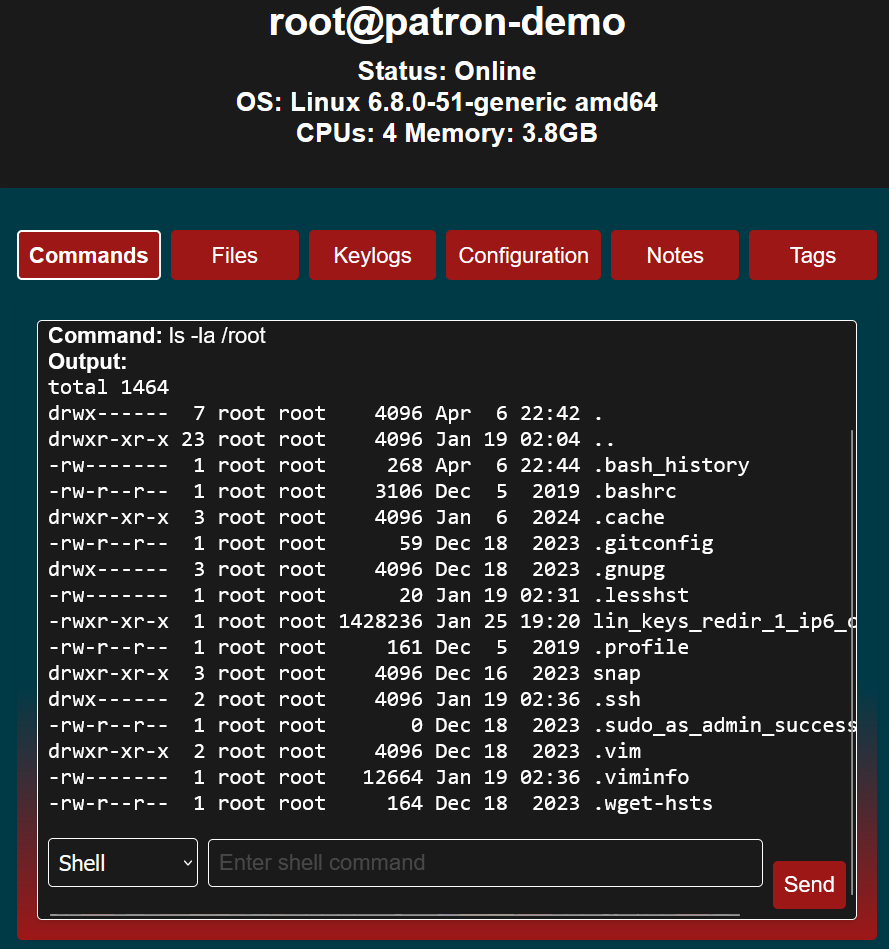 root@patron-demo
Status: Online
OS: Linux 6.8.0-51-generic amd64
CPUs: 4 Memory: 3.8GB
Commands Files Keylogs Configuration Notes Tags
Command: ls -la /root
Output:
total 1464
drwx------  7 root root    4096 Apr  6 22:42 .
drwxr-xr-x 23 root root    4096 Jan 19 02:04 ..
-rw-------  1 root root     268 Apr  6 22:44 .bash_history
-rw-r--r--  1 root root    3106 Dec  5  2019 .bashrc
drwxr-xr-x  3 root root    4096 Jan  6  2024 .cache
-rw-r--r--  1 root root      59 Dec 18  2023 .gitconfig
drwx------  3 root root    4096 Dec 18  2023 .gnupg
-rw-------  1 root root      20 Jan 19 02:31 .lesshst
-rwxr-xr-x  1 root root 1428236 Jan 25 19:20 lin_keys_redir_1_ip6_
-rw-r--r--  1 root root     161 Dec  5  2019 .profile
drwxr-xr-x  3 root root    4096 Dec 16  2023 snap
drwx------  2 root root    4096 Jan 19 02:36 .ssh
-rw-r--r--  1 root root       0 Dec 18  2023 .sudo_as_admin_success
drwxr-xr-x  2 root root    4096 Dec 18  2023 .vim
-rw-------  1 root root   12664 Jan 19 02:36 .viminfo
-rw-r--r--  1 root root     164 Dec 18  2023 .wget-hsts
Shell Enter shell command
Send